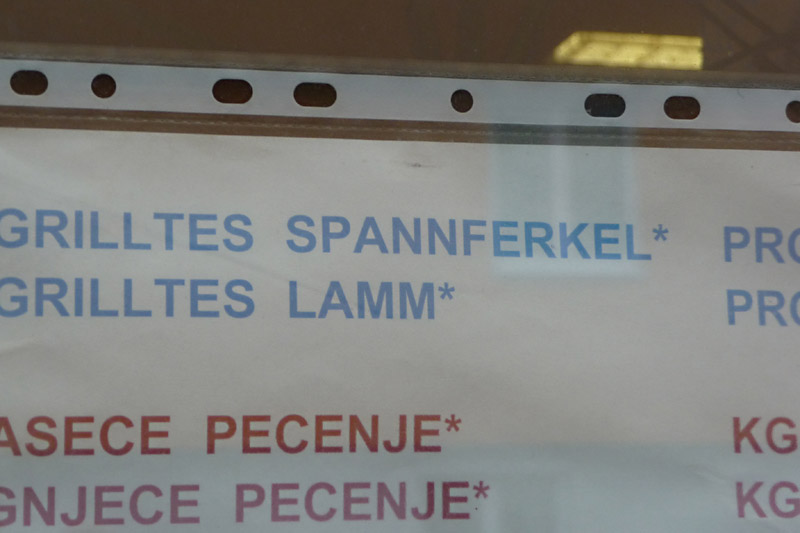 GRILLTES SPANNFERKEL* PRO
GRILLTES LAMM* PRO
ASECE PECENJE* KG
GNJECE PECENJE* KG